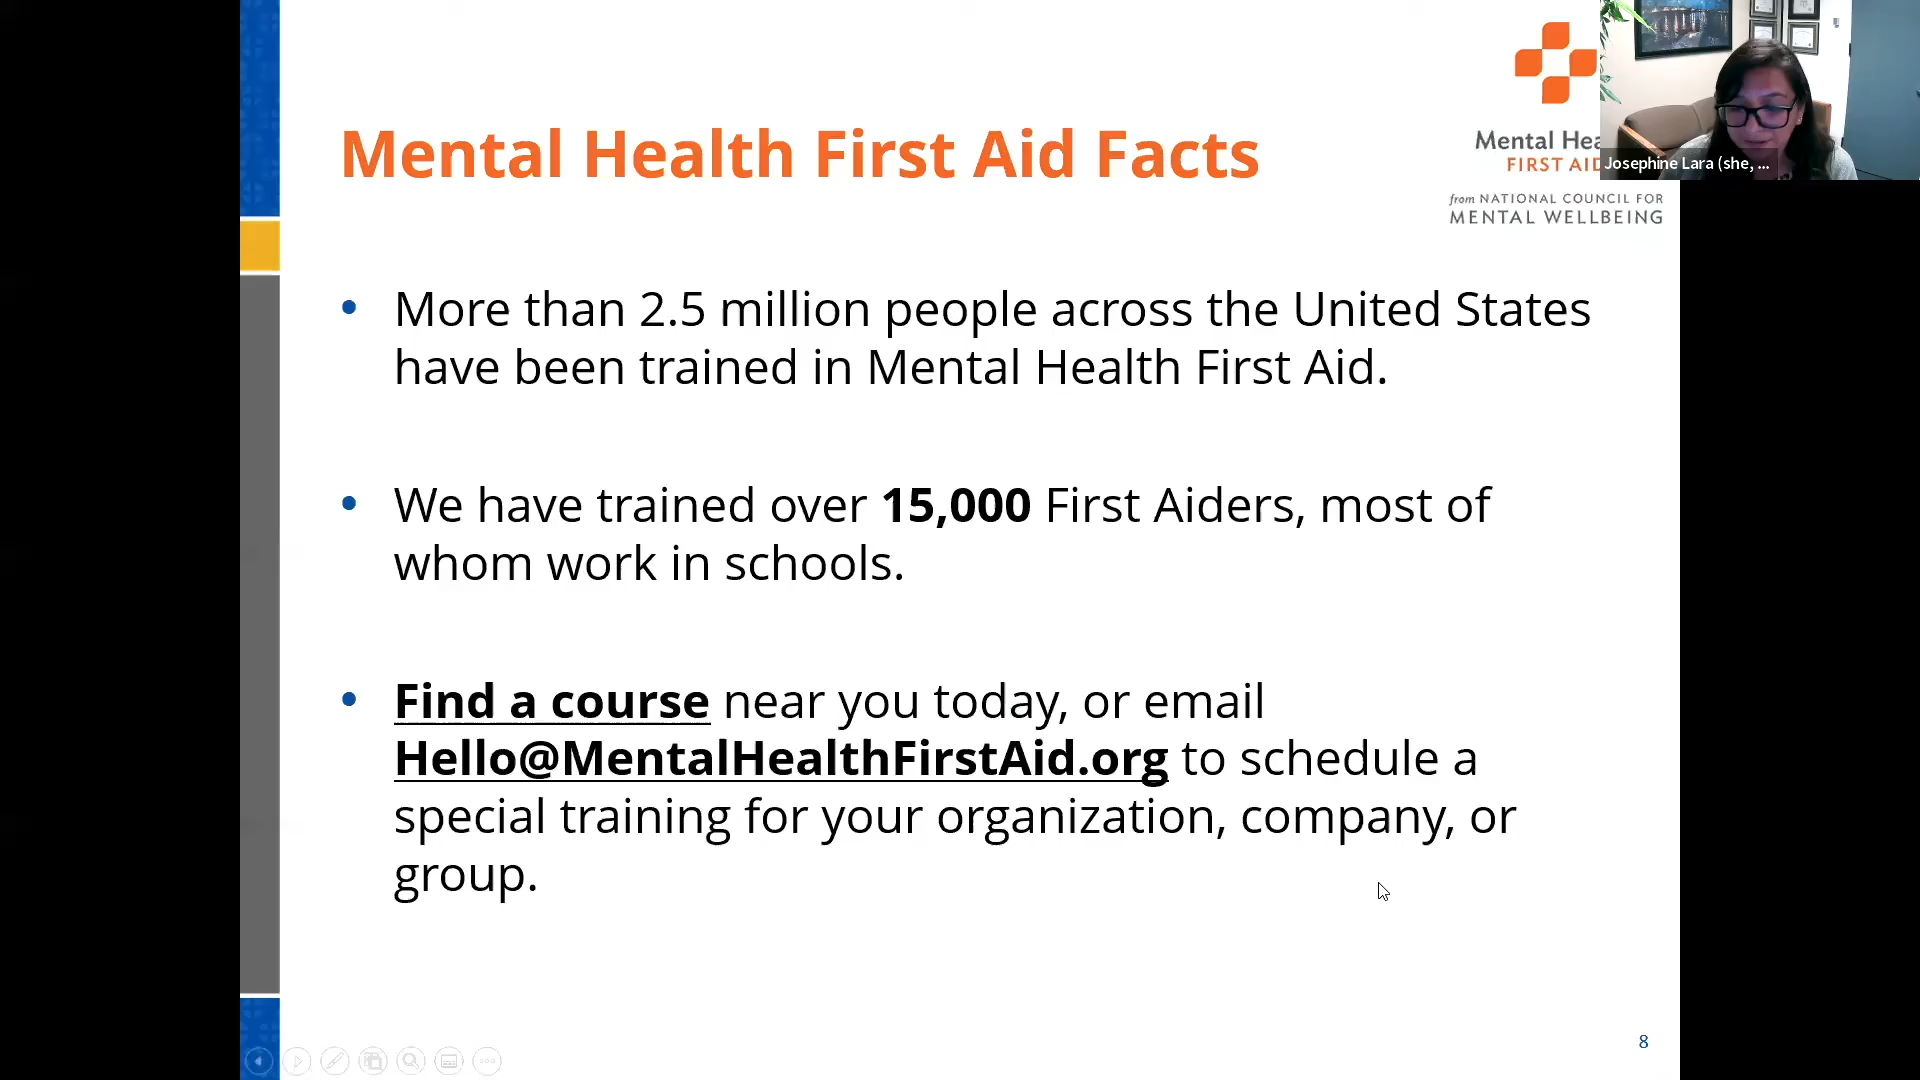 Mental Health First Aid Facts
Mental Hea
FIRST AID
from NATIONAL COUNCIL FOR
MENTAL WELLBEING
Josephine Lara (she, ...
• More than 2.5 million people across the United States
have been trained in Mental Health First Aid.
• We have trained over 15,000 First Aiders, most of
whom work in schools.
• Find a course near you today, or email
Hello@MentalHealthFirstAid.org to schedule a
special training for your organization, company, or
group.
8